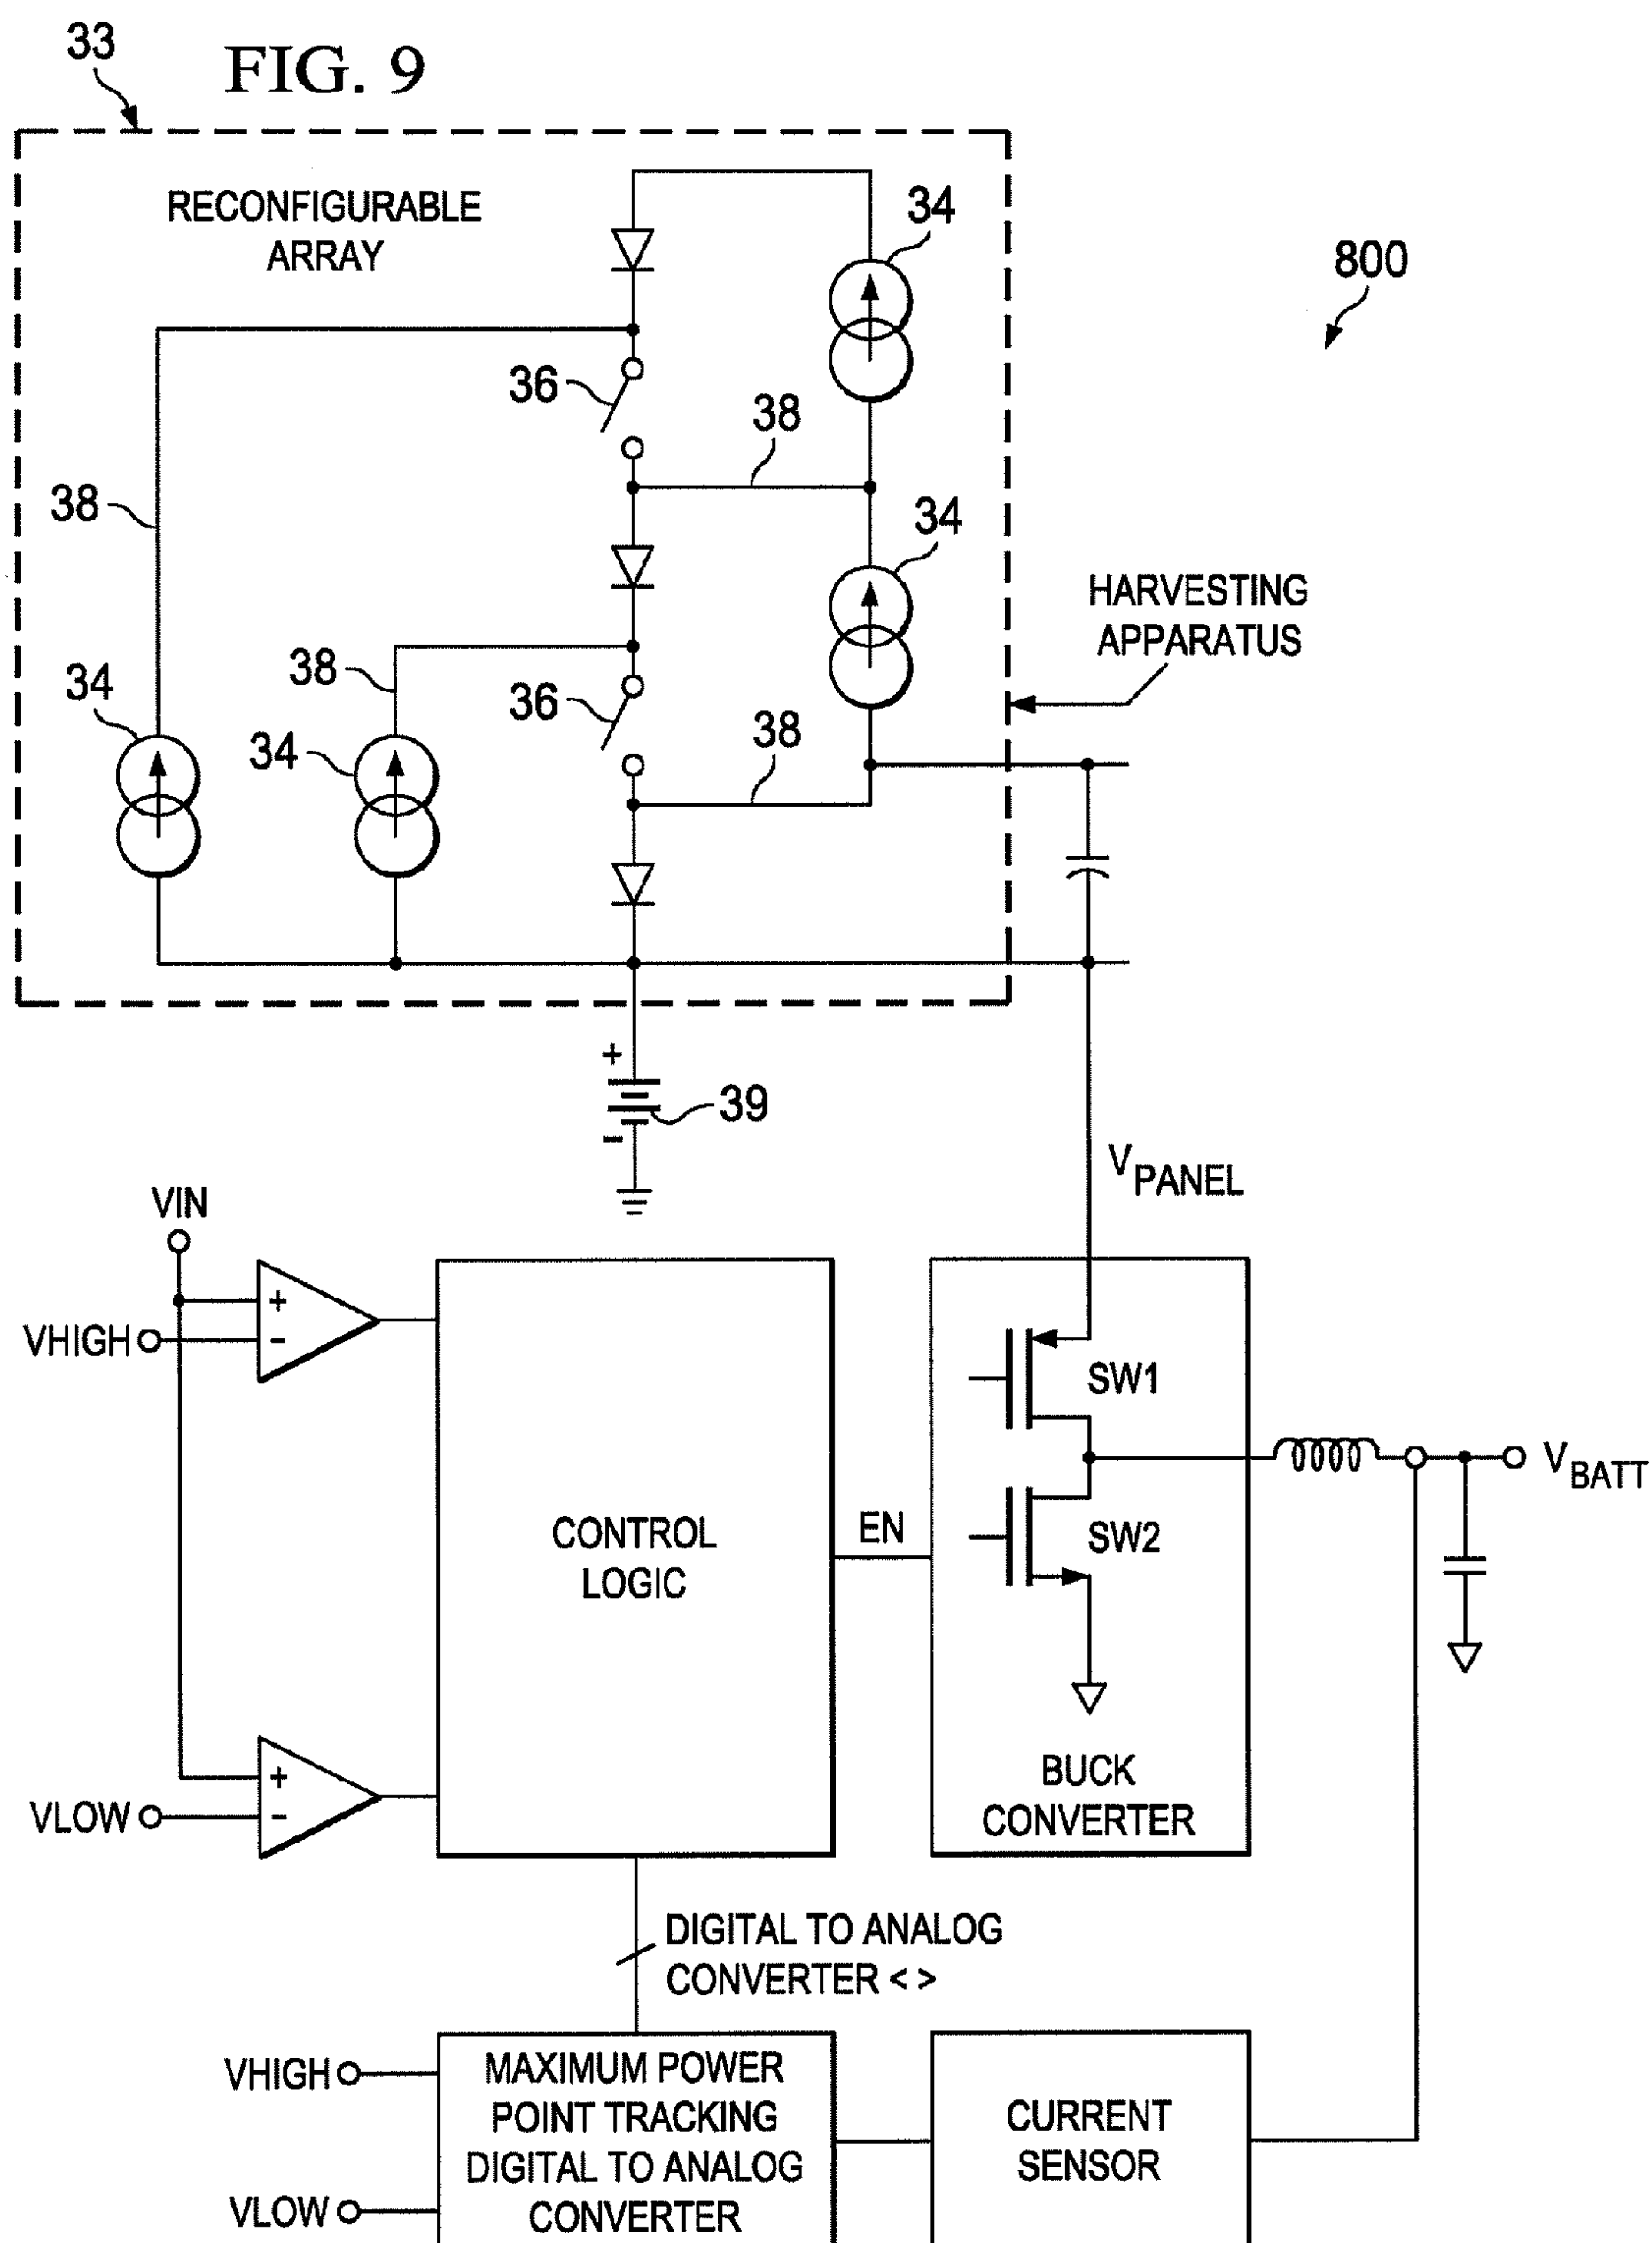 33
FIG. 9
RECONFIGURABLE
ARRAY
34
800
36
38
38
34
HARVESTING
APPARATUS
34
38
36
34
38
+
39
-
VPANEL
VIN
+
VHIGH
-
SW1
VBATT
CONTROL
LOGIC
EN
SW2
+
VLOW
-
BUCK
CONVERTER
DIGITAL TO ANALOG
CONVERTER < >
VHIGH
MAXIMUM POWER
POINT TRACKING
DIGITAL TO ANALOG
CONVERTER
CURRENT
SENSOR
VLOW